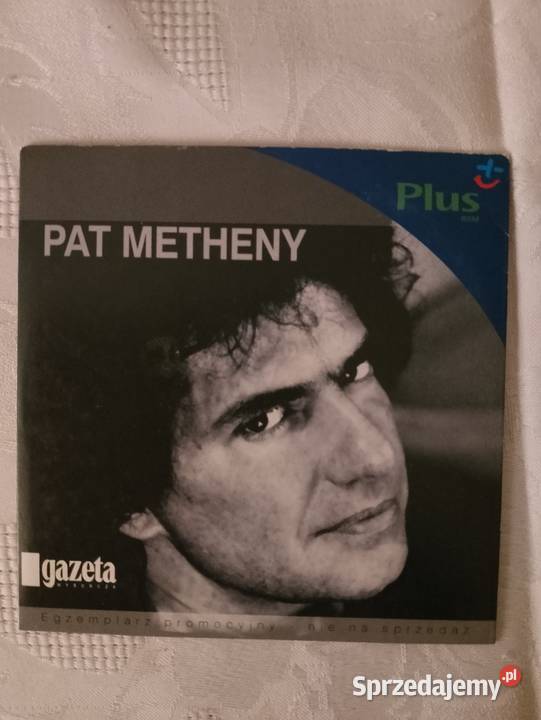 Plus
GSM
PAT METHENY
gazeta
WYBORCZA
Egzemplarz promocyjny nie na sprzedaż
Sprzedajemy.pl